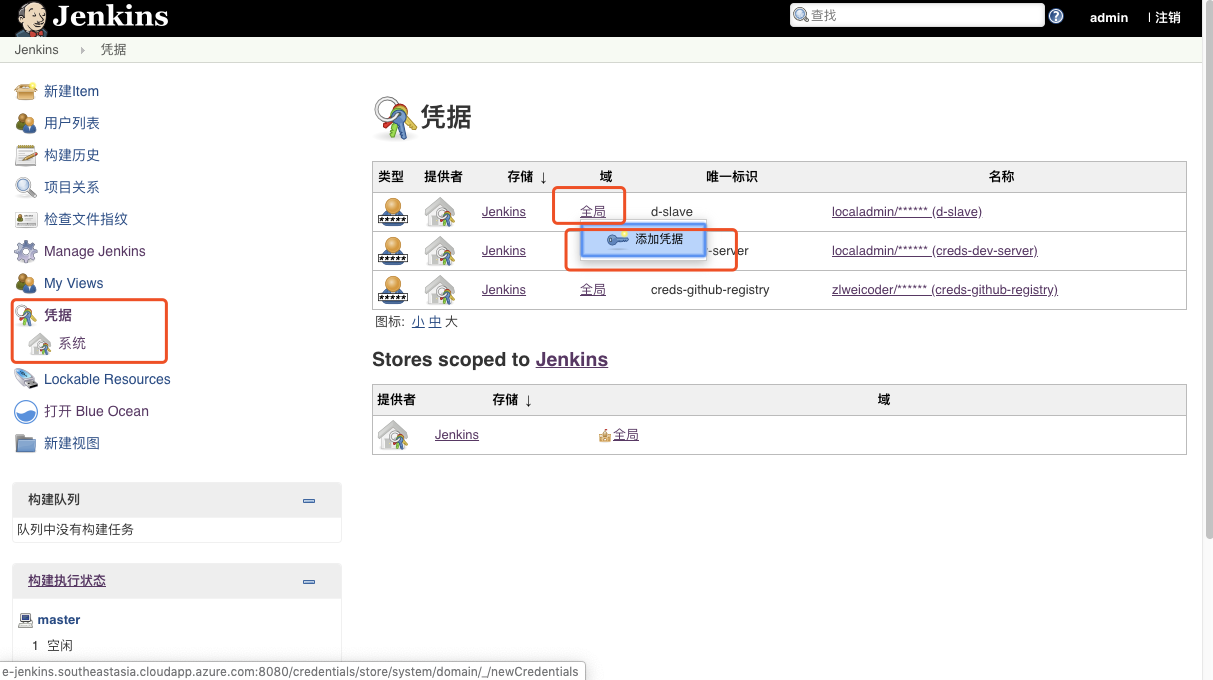 Jenkins
查找
admin
| 注销
Jenkins
凭据
新建Item
用户列表
构建历史
项目关系
检查文件指纹
Manage Jenkins
My Views
凭据
系统
Lockable Resources
打开 Blue Ocean
新建视图
构建队列
队列中没有构建任务
构建执行状态
master
1 空闲
凭据
类型 提供者 存储 ↓ 域 唯一标识 名称
Jenkins 全局 d-slave localadmin/****** (d-slave)
添加凭据
Jenkins -server localadmin/****** (creds-dev-server)
Jenkins 全局 creds-github-registry zlweicoder/****** (creds-github-registry)
图标: 小 中 大
Stores scoped to Jenkins
提供者 存储 ↓ 域
Jenkins 全局
e-jenkins.southeastasia.cloudapp.azure.com:8080/credentials/store/system/domain/_/newCredentials